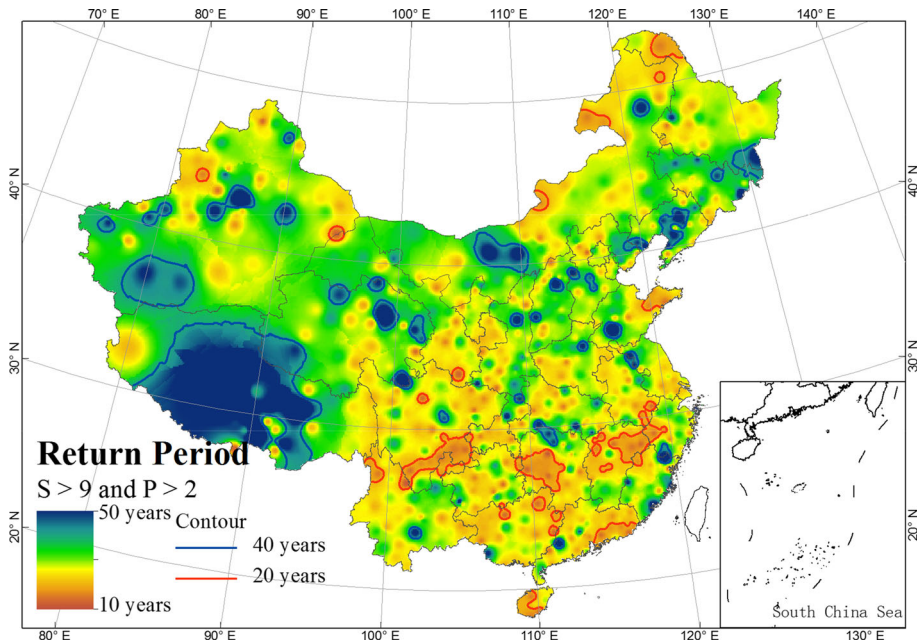 70° E 80° E 90° E 100° E 110° E 120° E 130° E 140° E
40° N
30° N
20° N
40° N
30° N
20° N
Return Period
S > 9 and P > 2
50 years
10 years
Contour
40 years
20 years
South China Sea
80° E 90° E 100° E 110° E 120° E